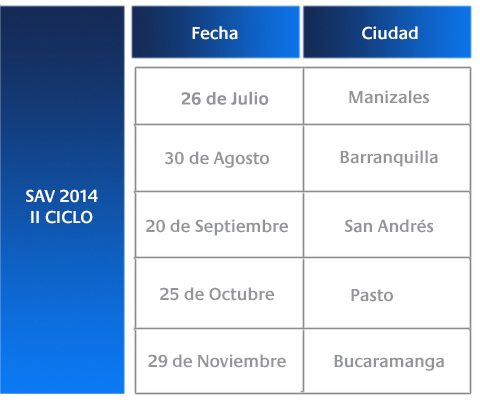 Fecha Ciudad
SAV 2014
II CICLO
26 de Julio Manizales
30 de Agosto Barranquilla
20 de Septiembre San Andrés
25 de Octubre Pasto
29 de Noviembre Bucaramanga